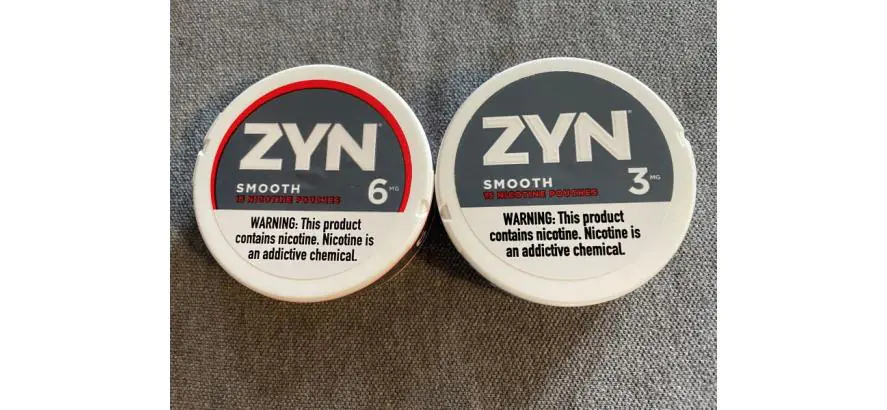 ZYN
SMOOTH
15 NICOTINE POUCHES
6 MG
WARNING: This product
contains nicotine. Nicotine is
an addictive chemical.
ZYN
SMOOTH
15 NICOTINE POUCHES
3 MG
WARNING: This product
contains nicotine. Nicotine is
an addictive chemical.